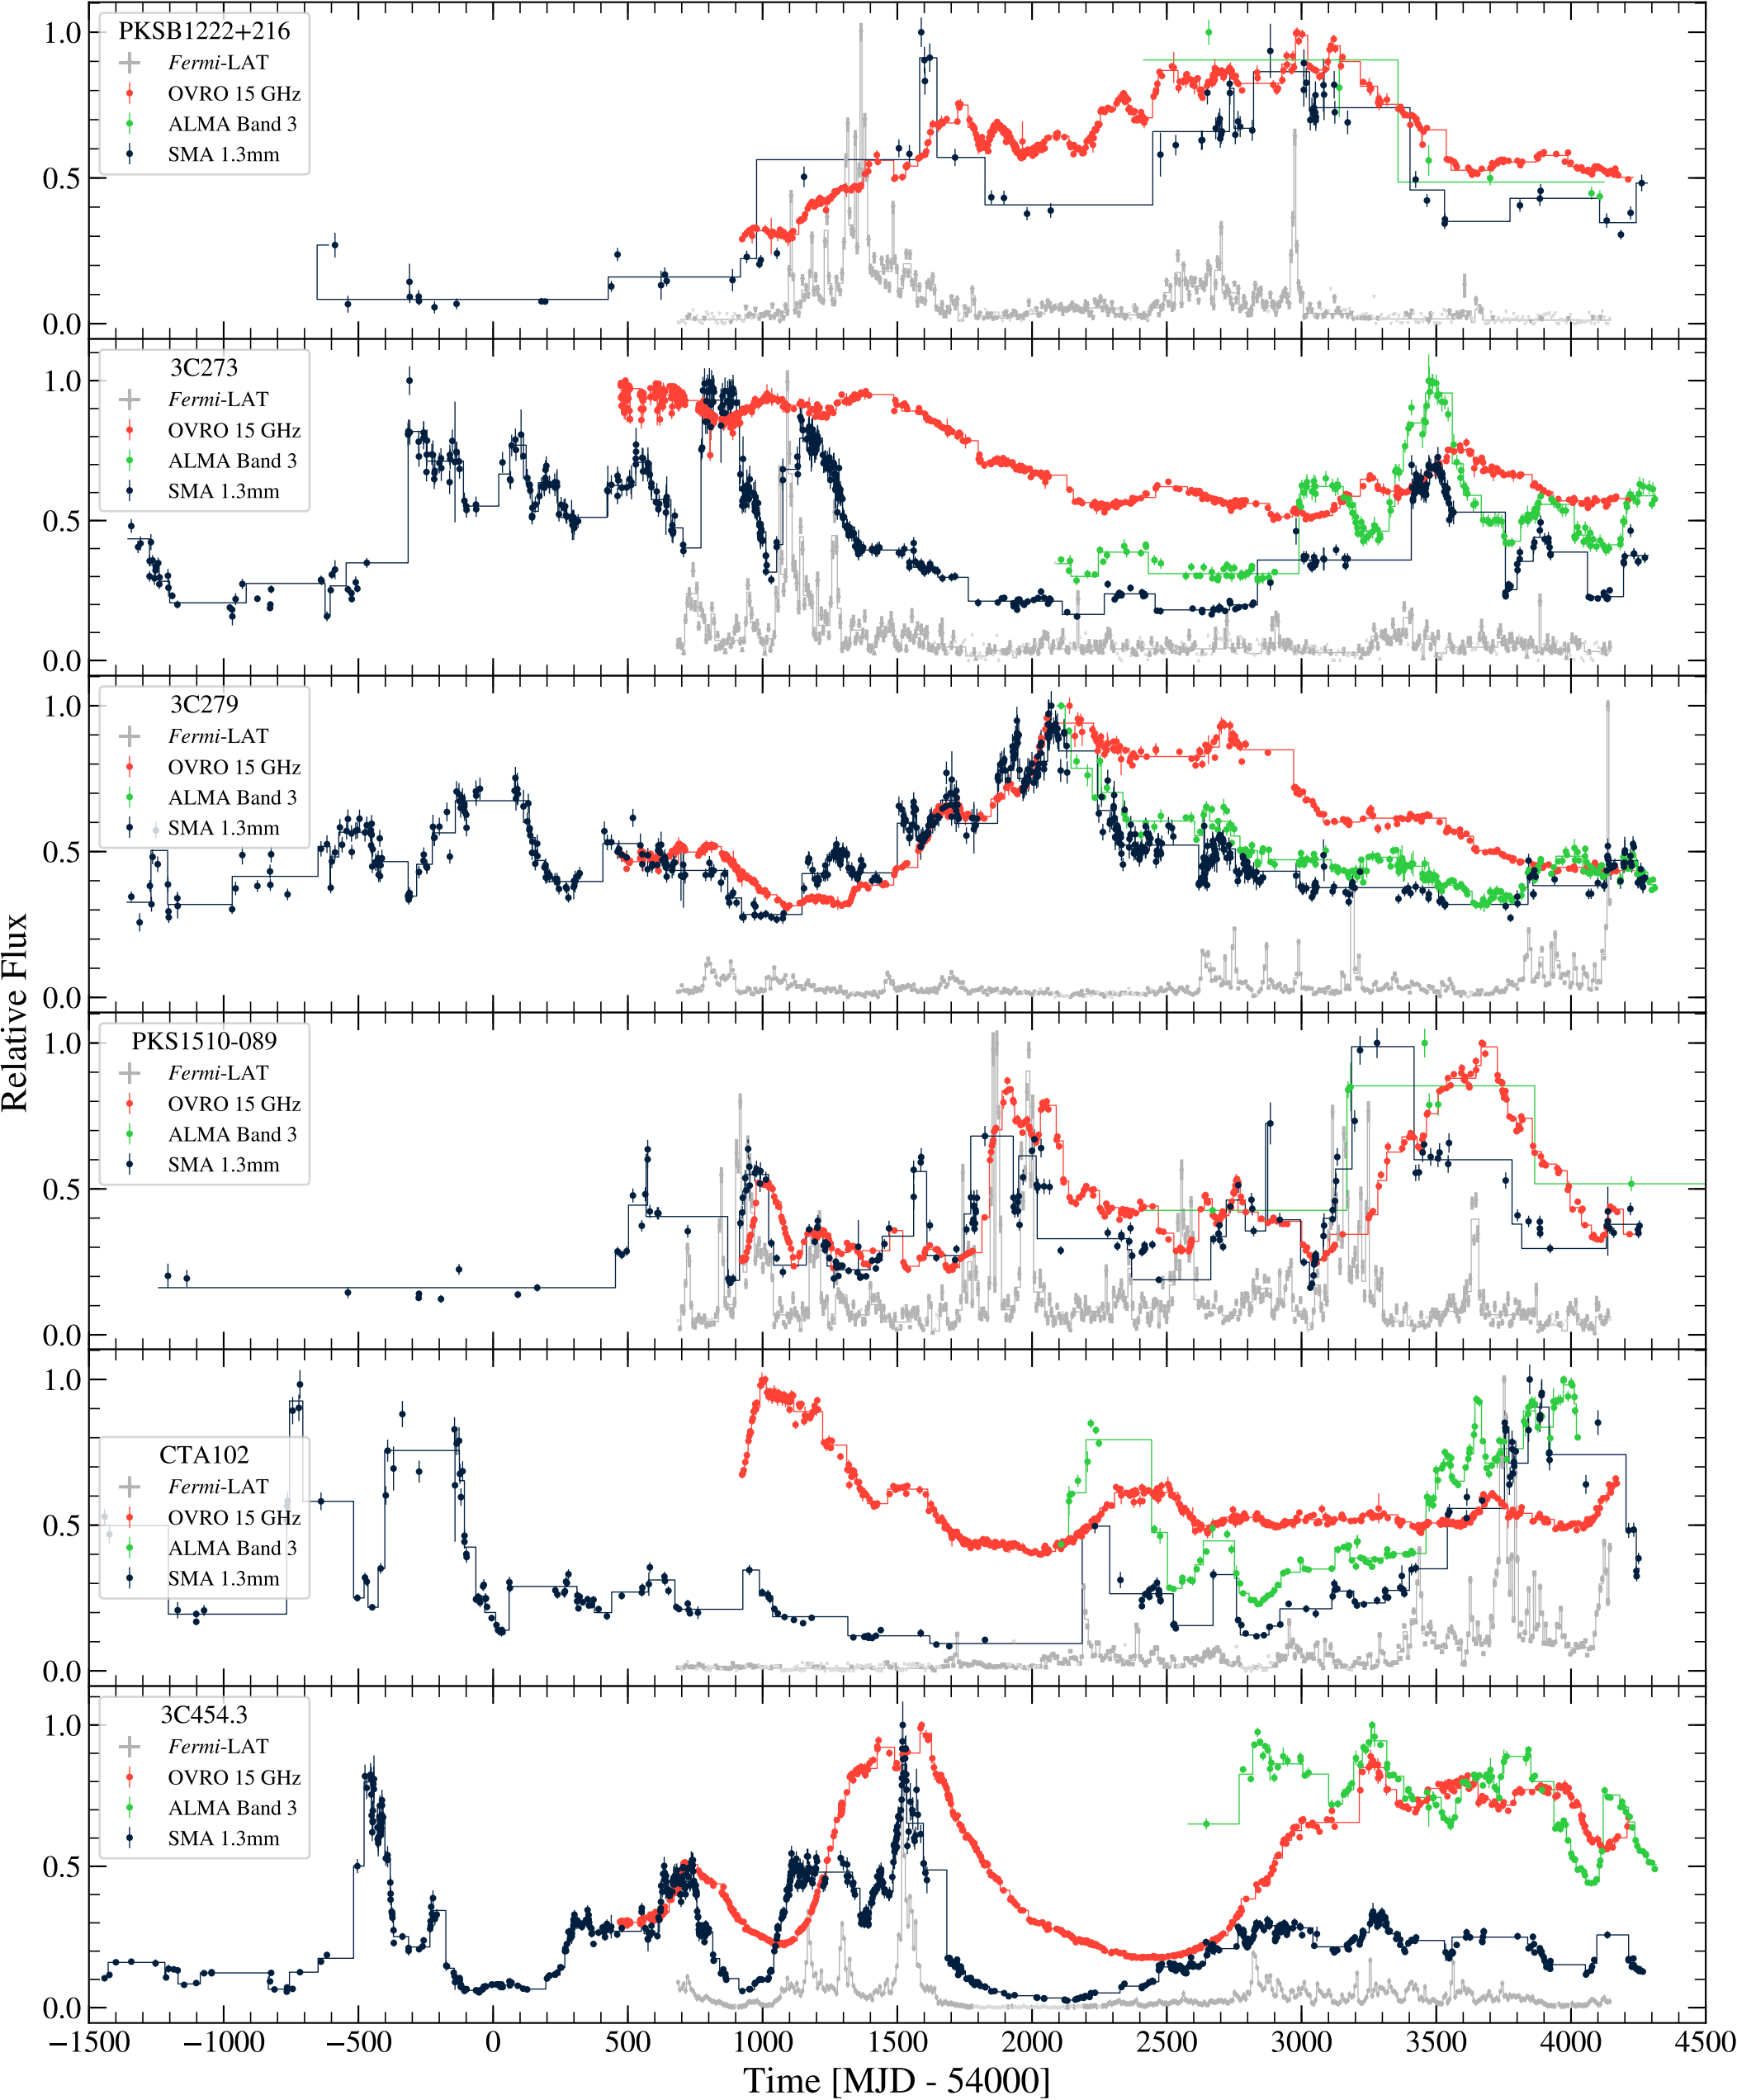 PKSB1222+216
Fermi-LAT
OVRO 15 GHz
ALMA Band 3
SMA 1.3mm
1.0
0.5
0.0
3C273
Fermi-LAT
OVRO 15 GHz
ALMA Band 3
SMA 1.3mm
1.0
0.5
0.0
3C279
Fermi-LAT
OVRO 15 GHz
ALMA Band 3
SMA 1.3mm
1.0
0.5
0.0
Relative Flux
PKS1510-089
Fermi-LAT
OVRO 15 GHz
ALMA Band 3
SMA 1.3mm
1.0
0.5
0.0
CTA102
Fermi-LAT
OVRO 15 GHz
ALMA Band 3
SMA 1.3mm
1.0
0.5
0.0
3C454.3
Fermi-LAT
OVRO 15 GHz
ALMA Band 3
SMA 1.3mm
1.0
0.5
0.0
−1500 −1000 −500 0 500 1000 1500 2000 2500 3000 3500 4000 4500
Time [MJD - 54000]